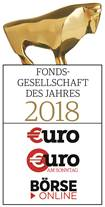 FONDS-
GESELLSCHAFT
DES JAHRES
2018
€uro
€uro
AM SONNTAG
BÖRSE
ONLINE